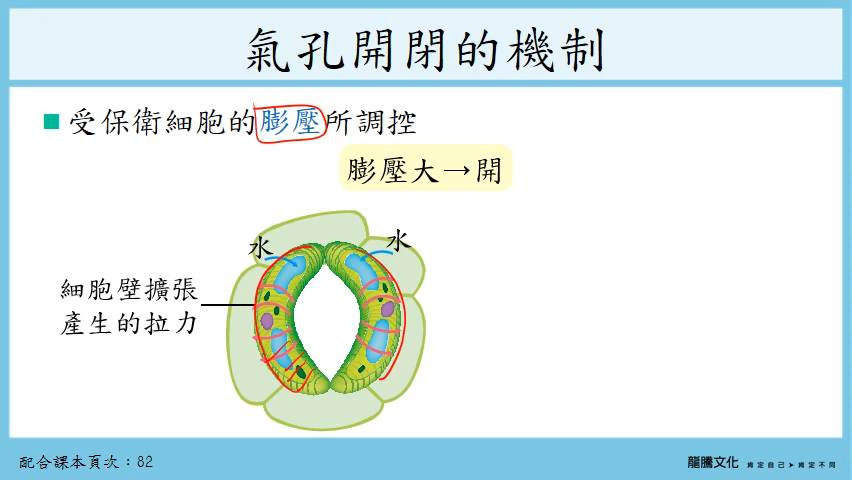 氣孔開閉的機制
受保衛細胞的膨壓所調控
膨壓大→開
水
水
細胞壁擴張
產生的拉力
配合課本頁次：82
龍騰文化 肯定自己➤肯定不同